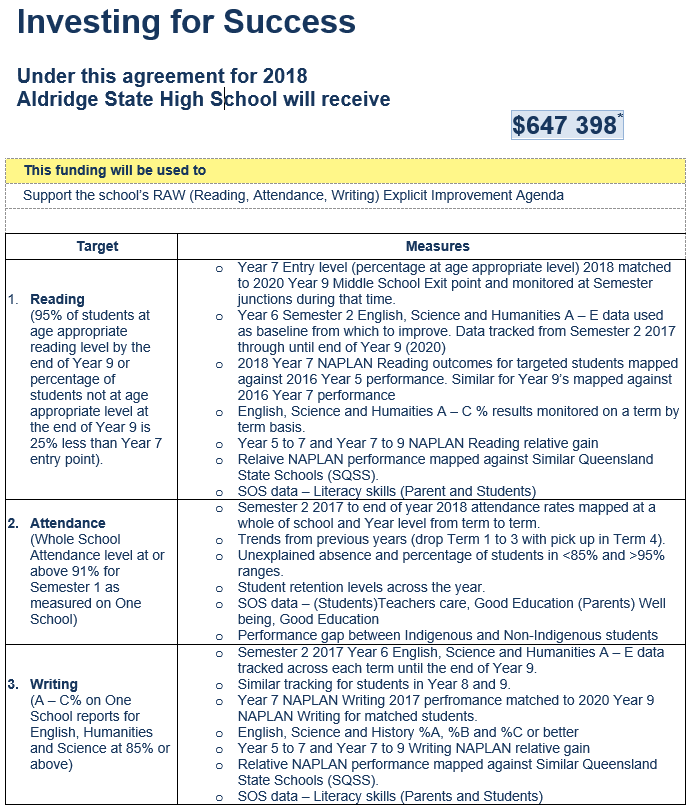 Investing for Success
Under this agreement for 2018
Aldridge State High School will receive
$647 398*
This funding will be used to
Support the school's RAW (Reading, Attendance, Writing) Explicit Improvement Agenda
Target
Measures
1. Reading
(95% of students at
age appropriate
reading level by the
end of Year 9 or
percentage of
students not at age
appropriate level at
the end of Year 9 is
25% less than Year 7
entry point).
o Year 7 Entry level (percentage at age appropriate level) 2018 matched
to 2020 Year 9 Middle School Exit point and monitored at Semester
junctions during that time.
o Year 6 Semester 2 English, Science and Humanities A – E data used
as baseline from which to improve. Data tracked from Semester 2 2017
through until end of Year 9 (2020)
o 2018 Year 7 NAPLAN Reading outcomes for targeted students mapped
against 2016 Year 5 performance. Similar for Year 9's mapped against
2016 Year 7 performance
o English, Science and Humaities A – C % results monitored on a term by
term basis.
o Year 5 to 7 and Year 7 to 9 NAPLAN Reading relative gain
o Relaive NAPLAN performance mapped against Similar Queensland
State Schools (SQSS).
o SOS data – Literacy skills (Parent and Students)
2. Attendance
(Whole School
Attendance level at or
above 91% for
Semester 1 as
measured on One
School)
o Semester 2 2017 to end of year 2018 attendance rates mapped at a
whole of school and Year level from term to term.
o Trends from previous years (drop Term 1 to 3 with pick up in Term 4).
o Unexplained absence and percentage of students in <85% and >95%
ranges.
o Student retention levels across the year.
o SOS data – (Students)Teachers care, Good Education (Parents) Well
being, Good Education
o Performance gap between Indigenous and Non-Indigenous students
3. Writing
(A – C% on One
School reports for
English, Humanities
and Science at 85% or
above)
o Semester 2 2017 Year 6 English, Science and Humanities A – E data
tracked across each term until the end of Year 9.
o Similar tracking for students in Year 8 and 9.
o Year 7 NAPLAN Writing 2017 perfromance matched to 2020 Year 9
NAPLAN Writing for matched students.
o English, Science and History %A, %B and %C or better
o Year 5 to 7 and Year 7 to 9 Writing NAPLAN relative gain
o Relative NAPLAN performance mapped against Similar Queensland
State Schools (SQSS).
o SOS data – Literacy skills (Parents and Students)